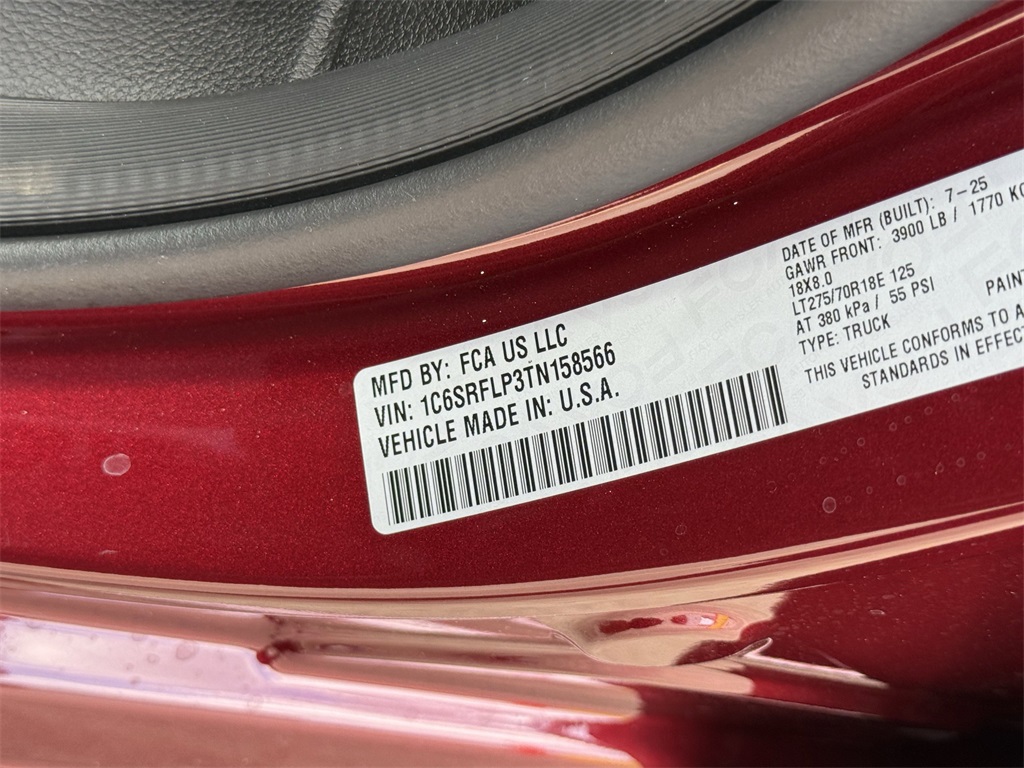 MFD BY: FCA US LLC
VIN: 1C6SRFLP3TN158566
VEHICLE MADE IN: U.S.A.
DATE OF MFR (BUILT): 7-25
GAWR FRONT: 3900 LB / 1770 KG
18X8.0
LT275/70R18E 125
AT 380 kPa / 55 PSI
TYPE: TRUCK
PAINT
THIS VEHICLE CONFORMS TO A
STANDARDS IN EFFEC